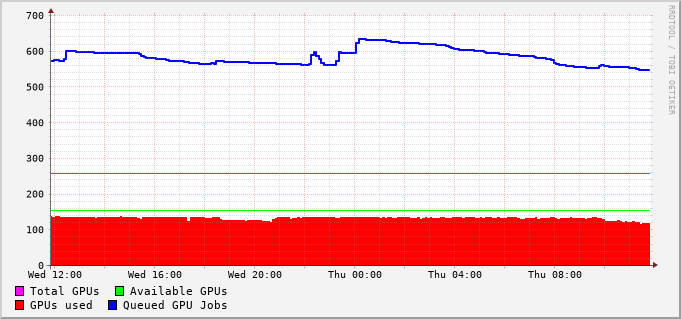 700
600
500
400
300
200
100
0
Wed 12:00 Wed 16:00 Wed 20:00 Thu 00:00 Thu 04:00 Thu 08:00
Total GPUs Available GPUs
GPUs used Queued GPU Jobs
RRDTOOL / TOBI OETIKER